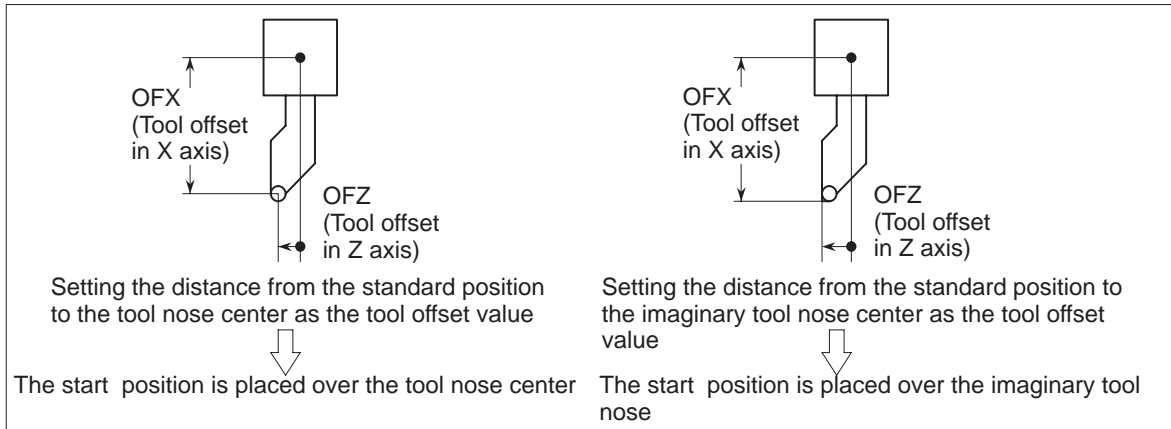 OFX
(Tool offset
in X axis)
OFZ
(Tool offset
in Z axis)
Setting the distance from the standard position
to the tool nose center as the tool offset value
The start position is placed over the tool nose center
OFX
(Tool offset
in X axis)
OFZ
(Tool offset
in Z axis)
Setting the distance from the standard position to
the imaginary tool nose center as the tool offset
value
The start position is placed over the imaginary tool
nose